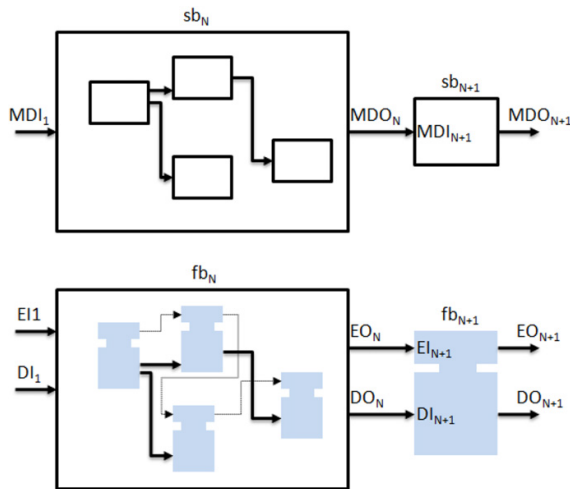 sb_N
sb_N+1
MDI_1
MDO_N
MDI_N+1
MDO_N+1
fb_N
fb_N+1
EI1
EO_N
EI_N+1
EO_N+1
DI_1
DO_N
DI_N+1
DO_N+1